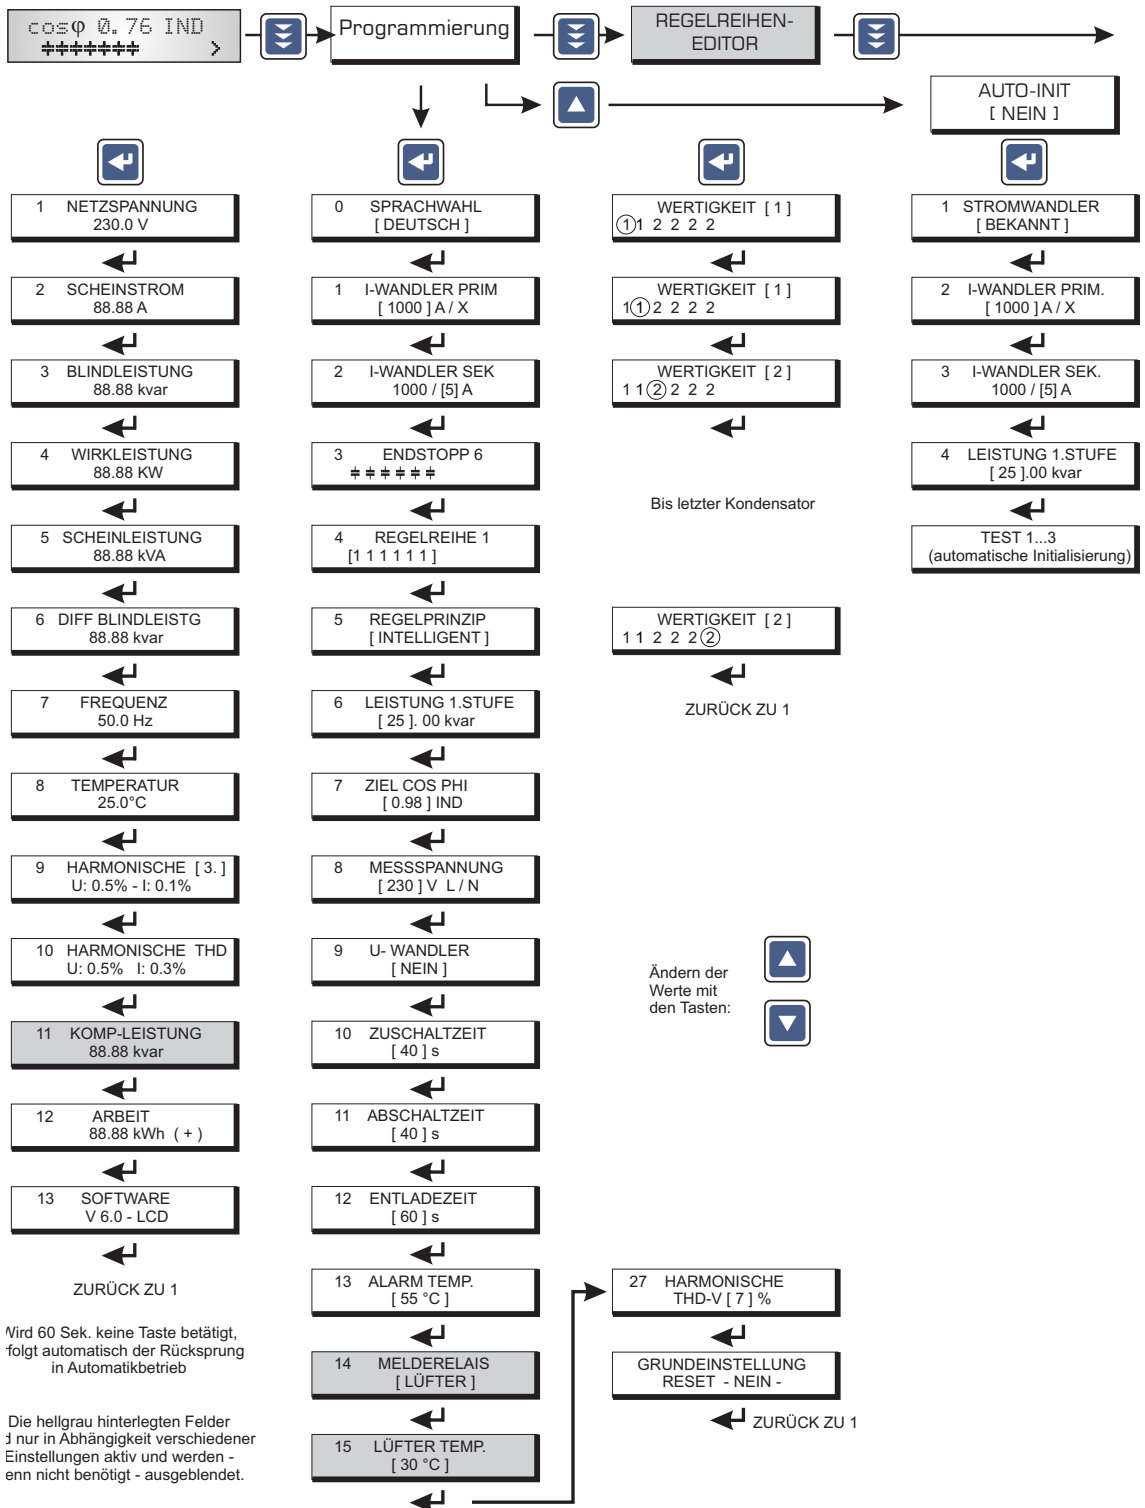 cosφ 0.76 IND
>
Programmierung
REGELREIHEN-
EDITOR
AUTO-INIT
[ NEIN ]
1 NETZSPANNUNG
230.0 V
2 SCHEINSTROM
88.88 A
3 BLINDLEISTUNG
88.88 kvar
4 WIRKLEISTUNG
88.88 KW
5 SCHEINLEISTUNG
88.88 kVA
6 DIFF BLINDLEISTG
88.88 kvar
7 FREQUENZ
50.0 Hz
8 TEMPERATUR
25.0°C
9 HARMONISCHE [ 3. ]
U: 0.5% - I: 0.1%
10 HARMONISCHE THD
U: 0.5% I: 0.3%
11 KOMP-LEISTUNG
88.88 kvar
12 ARBEIT
88.88 kWh ( + )
13 SOFTWARE
V 6.0 - LCD
ZURÜCK ZU 1
Wird 60 Sek. keine Taste betätigt,
rfolgt automatisch der Rücksprung
in Automatikbetrieb
Die hellgrau hinterlegten Felder
d nur in Abhängigkeit verschiedener
Einstellungen aktiv und werden -
enn nicht benötigt - ausgeblendet.
0 SPRACHWAHL
[ DEUTSCH ]
1 I-WANDLER PRIM
[ 1000 ] A / X
2 I-WANDLER SEK
1000 / [5] A
3 ENDSTOPP 6
4 REGELREIHE 1
[1 1 1 1 1 1 ]
5 REGELPRINZIP
[ INTELLIGENT ]
6 LEISTUNG 1.STUFE
[ 25 ]. 00 kvar
7 ZIEL COS PHI
[ 0.98 ] IND
8 MESSSPANNUNG
[ 230 ] V L / N
9 U- WANDLER
[ NEIN ]
10 ZUSCHALTZEIT
[ 40 ] s
11 ABSCHALTZEIT
[ 40 ] s
12 ENTLADEZEIT
[ 60 ] s
13 ALARM TEMP.
[ 55 °C ]
14 MELDERELAIS
[ LÜFTER ]
15 LÜFTER TEMP.
[ 30 °C ]
WERTIGKEIT [ 1 ]
1 1 2 2 2 2
WERTIGKEIT [ 1 ]
1 1 2 2 2 2
WERTIGKEIT [ 2 ]
1 1 2 2 2 2
Bis letzter Kondensator
WERTIGKEIT [ 2 ]
1 1 2 2 2 2
ZURÜCK ZU 1
Ändern der
Werte mit
den Tasten:
27 HARMONISCHE
THD-V [ 7 ] %
GRUNDEINSTELLUNG
RESET - NEIN -
ZURÜCK ZU 1
1 STROMWANDLER
[ BEKANNT ]
2 I-WANDLER PRIM.
[ 1000 ] A / X
3 I-WANDLER SEK.
1000 / [5] A
4 LEISTUNG 1.STUFE
[ 25 ].00 kvar
TEST 1...3
(automatische Initialisierung)